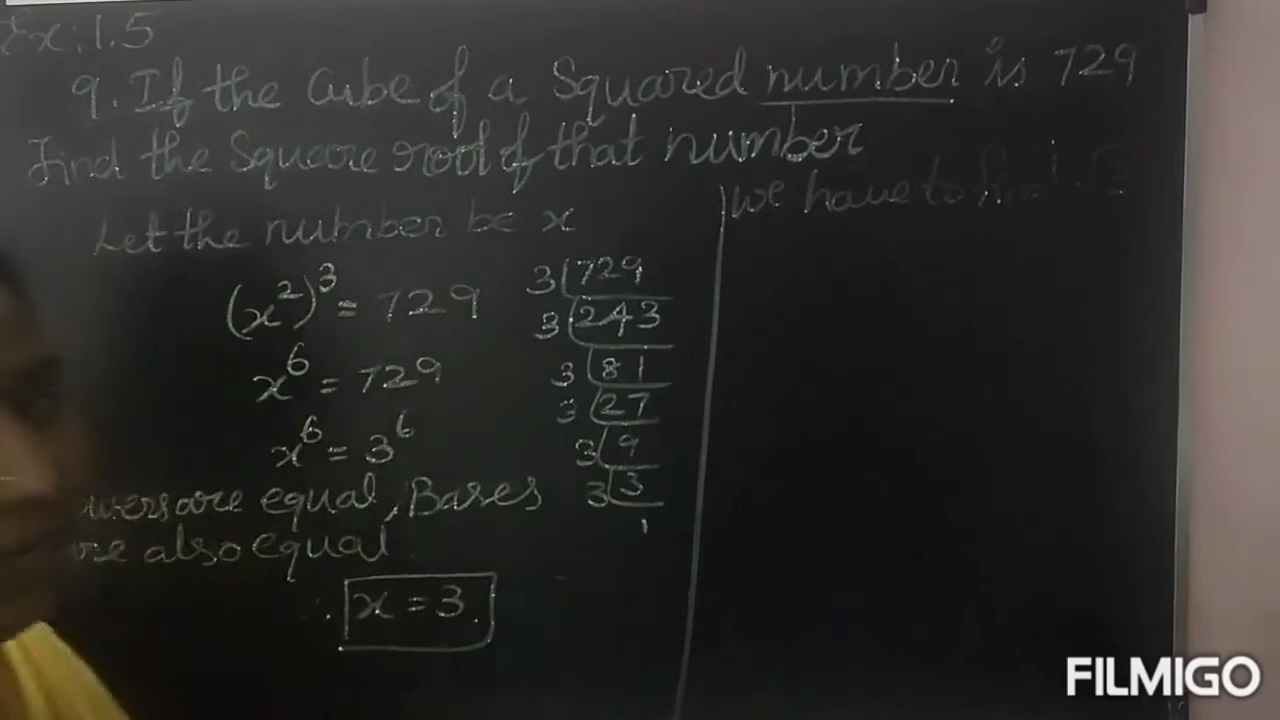 Ex:1.5
9. If the Cube of a Squared number is 729
Find the Square root of that number
Let the number be x
(x²)³ = 729
x⁶ = 729
x⁶ = 3⁶
are equal, Bases
also equal
∴ x = 3.
3 729
3 243
3 81
3 27
3 9
3 3
1
we have to find
FILMIGO